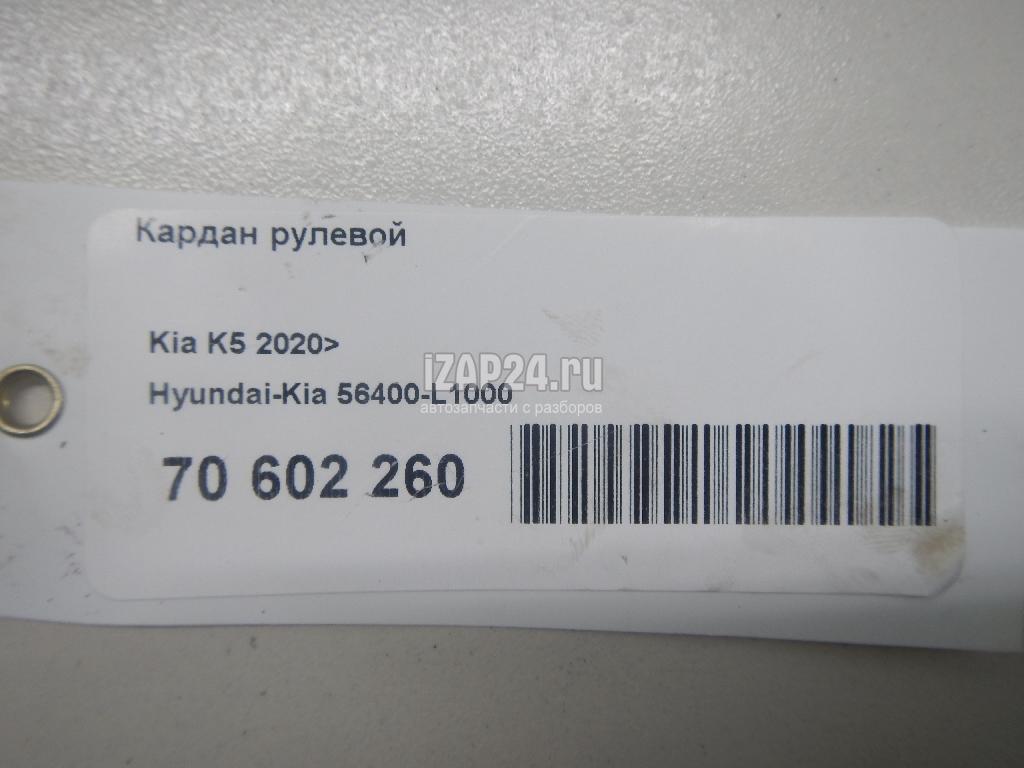 Кардан рулевой
Kia K5 2020>
iZAP24.ru
Hyundai-Kia 56400-L1000
автозапчасти с разборов
70 602 260